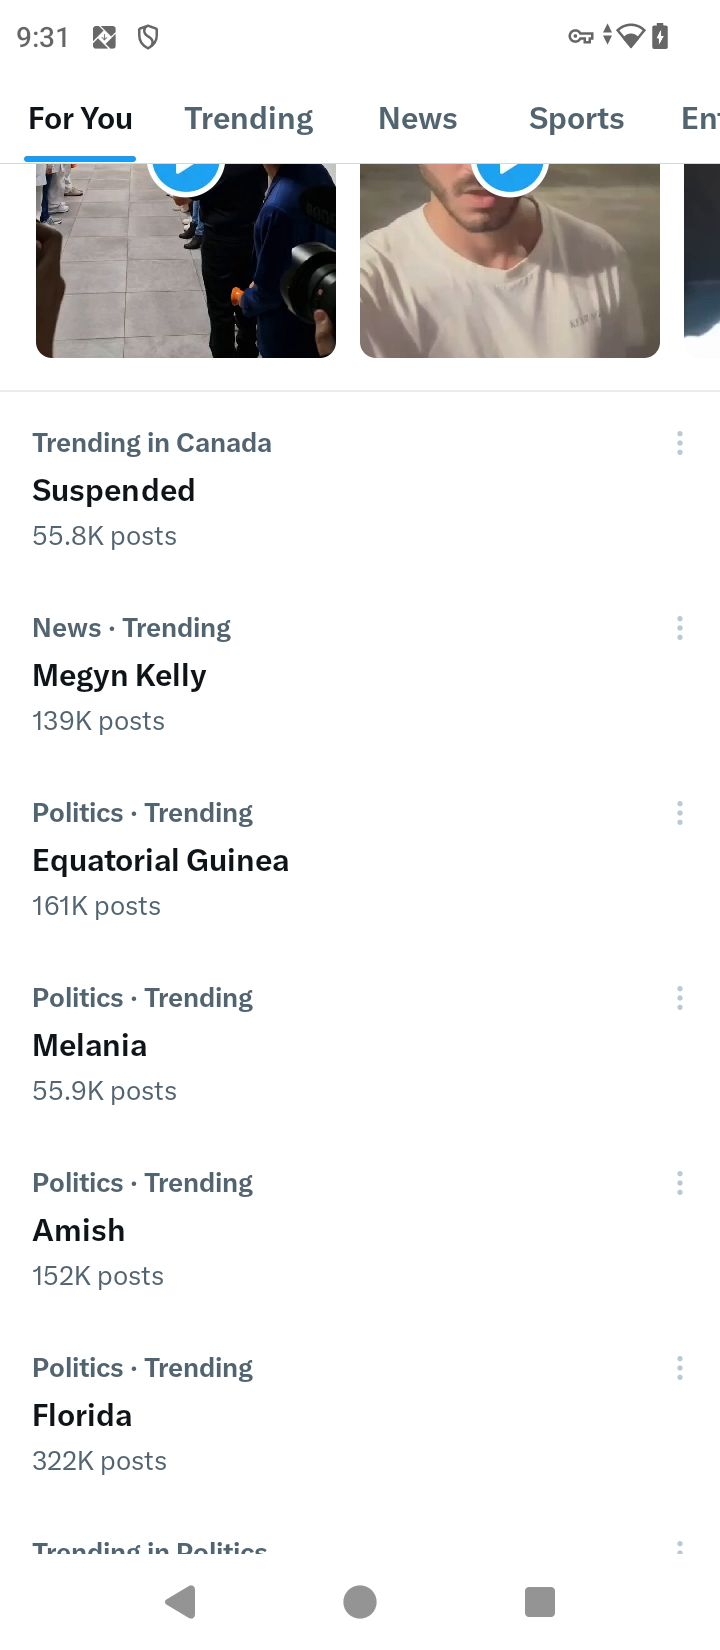 9:31
For You Trending News Sports
Trending in Canada
Suspended
55.8K posts
News · Trending
Megyn Kelly
139K posts
Politics · Trending
Equatorial Guinea
161K posts
Politics · Trending
Melania
55.9K posts
Politics · Trending
Amish
152K posts
Politics · Trending
Florida
322K posts
Trending in Politics